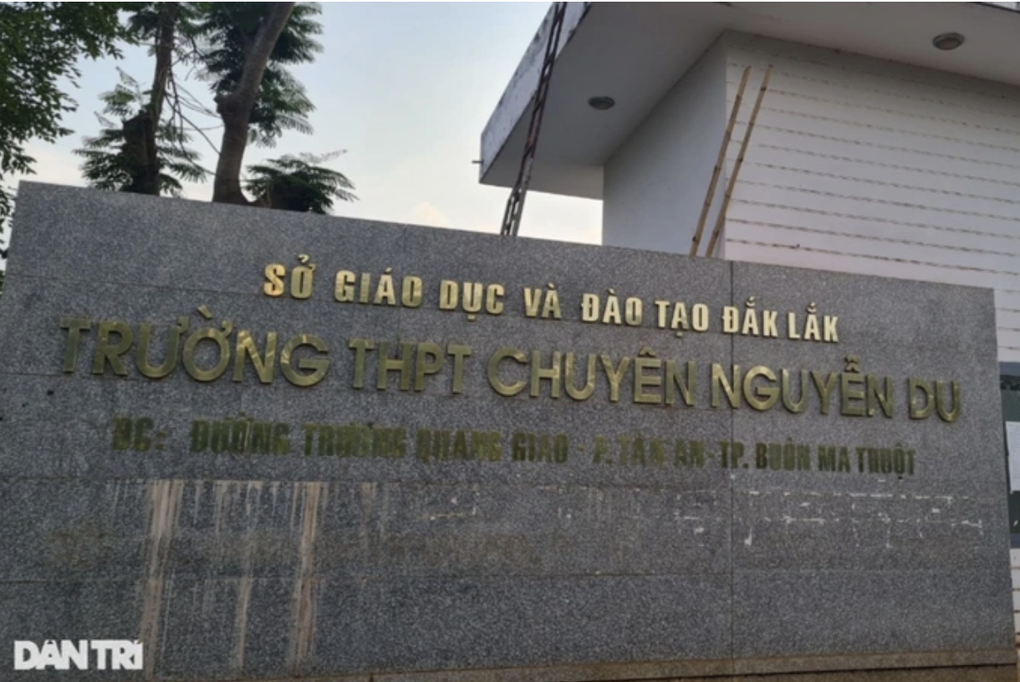 SỞ GIÁO DỤC VÀ ĐÀO TẠO ĐẮK LẮK
TRƯỜNG THPT CHUYÊN NGUYỄN DU
ĐC: ĐƯỜNG TRƯƠNG QUANG GIAO - P. TÂN AN - TP. BUÔN MA THUỘT
DÂN TRÍ